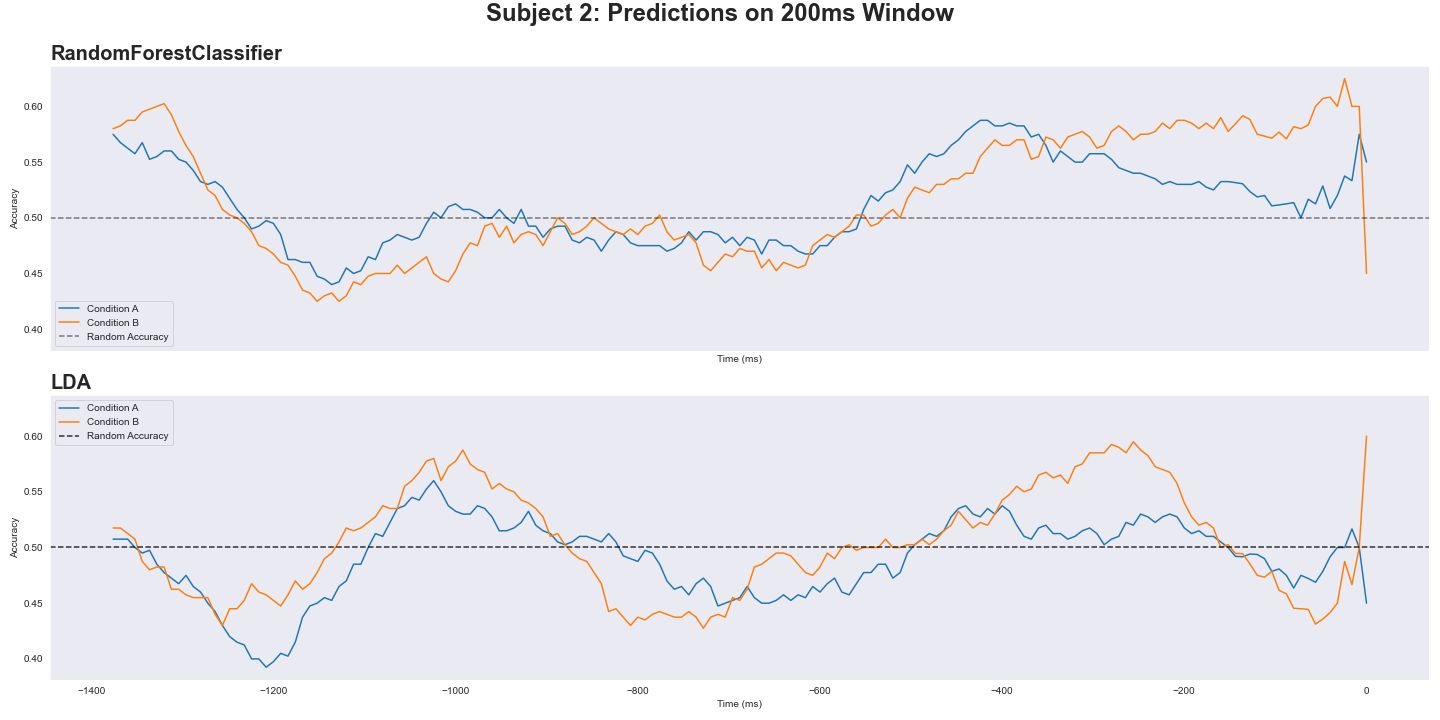 Subject 2: Predictions on 200ms Window
RandomForestClassifier
0.60
0.55
0.50
0.45
0.40
Accuracy
Condition A
Condition B
Random Accuracy
Time (ms)
LDA
Condition A
Condition B
Random Accuracy
0.60
0.55
0.50
0.45
0.40
Accuracy
−1400 −1200 −1000 −800 −600 −400 −200 0
Time (ms)